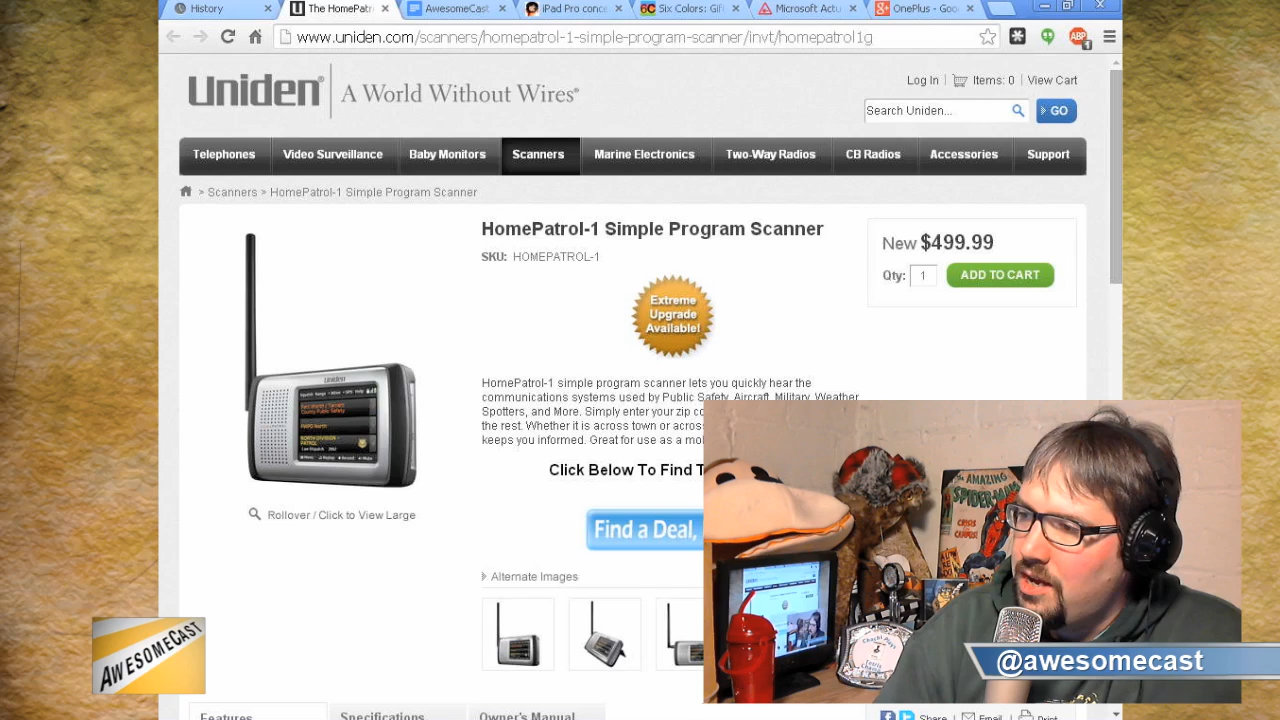 History
The HomePatri
AwesomeCast
iPad Pro conce
Six Colors: Gif
Microsoft Actu
OnePlus - Goo
www.uniden.com/scanners/homepatrol-1-simple-program-scanner/invt/homepatrol1g
ABP
1
Uniden® A World Without Wires®
Log In Items: 0 View Cart
Search Uniden... GO
Telephones Video Surveillance Baby Monitors Scanners Marine Electronics Two-Way Radios CB Radios Accessories Support
> Scanners > HomePatrol-1 Simple Program Scanner
HomePatrol-1 Simple Program Scanner
SKU: HOMEPATROL-1
New $499.99
Qty: 1 ADD TO CART
Extreme
Upgrade
Available!
Uniden
HomePatrol-1 simple program scanner lets you quickly hear the
communications systems used by Public Safety, Aircraft, Military, Weather
Spotters, and More. Simply enter your zip co
the rest. Whether it is across town or acros
keeps you informed. Great for use as a mo
Click Below To Find T
Rollover / Click to View Large
Find a Deal,
Alternate Images
Features Specifications Owner's Manual
Share Email Print
AWESOMECAST
THE AMAZING
SPIDER-MAN
@awesomecast